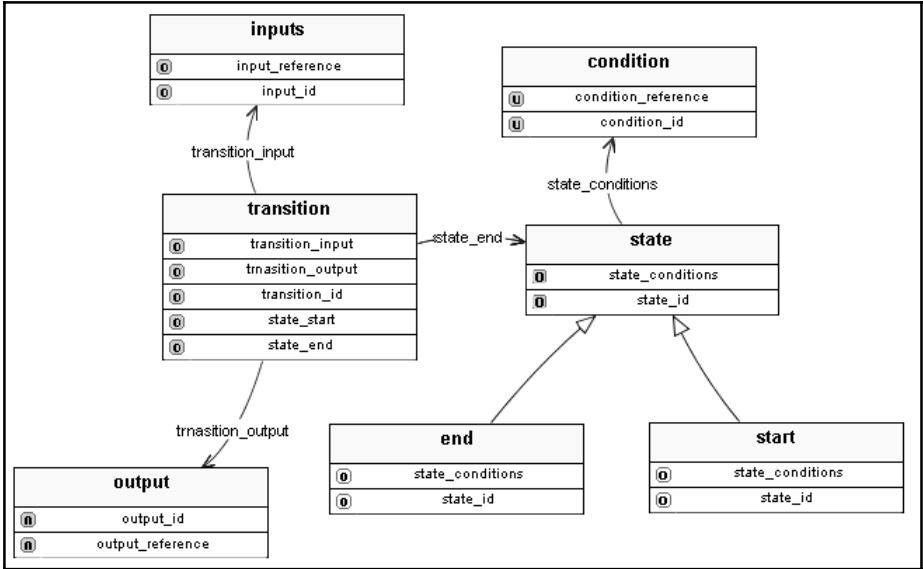 inputs
o input_reference
o input_id
condition
u condition_reference
u condition_id
transition_input
state_conditions
transition
o transition_input
o trnasition_output
o transition_id
o state_start
o state_end
state_end
state
o state_conditions
o state_id
trnasition_output
end
o state_conditions
o state_id
start
o state_conditions
o state_id
output
n output_id
n output_reference